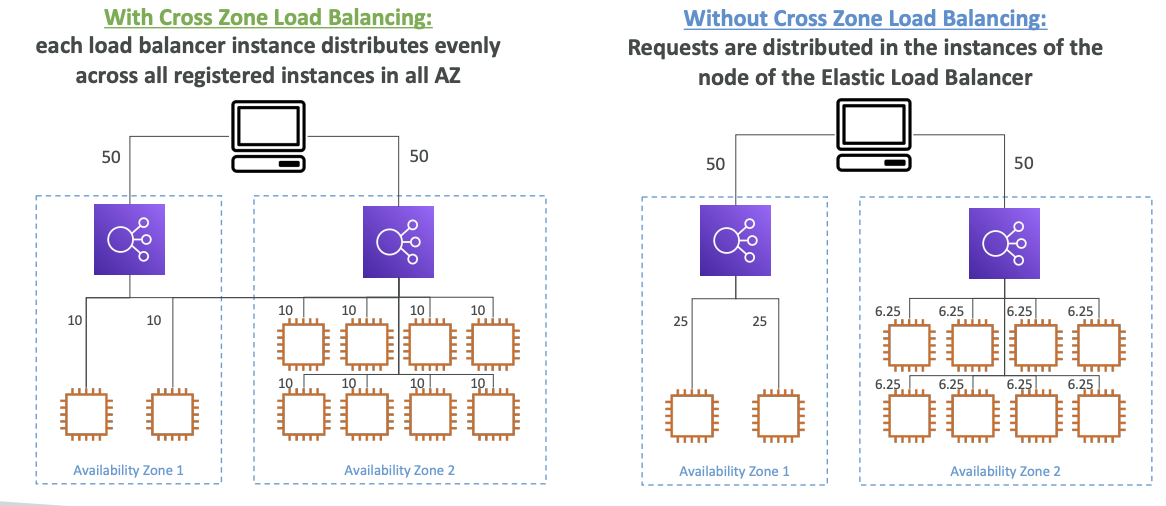 With Cross Zone Load Balancing:
each load balancer instance distributes evenly
across all registered instances in all AZ
50
50
10
10
10
10
10
10
10
10
10
10
Availability Zone 1
Availability Zone 2
Without Cross Zone Load Balancing:
Requests are distributed in the instances of the
node of the Elastic Load Balancer
50
50
25
25
6.25
6.25
6.25
6.25
6.25
6.25
6.25
6.25
Availability Zone 1
Availability Zone 2